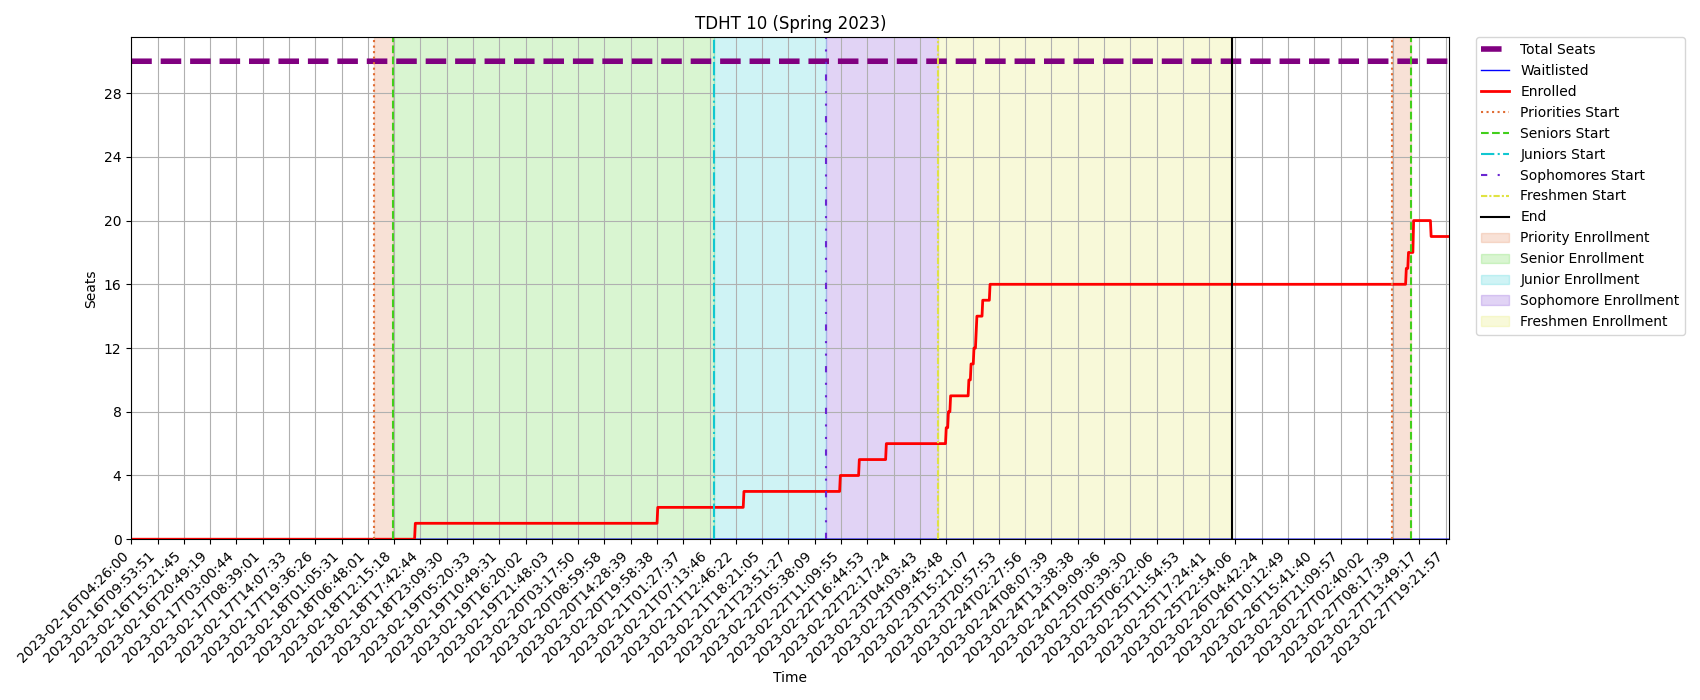 TDHT 10 (Spring 2023)
Total Seats
Waitlisted
Enrolled
Priorities Start
Seniors Start
Juniors Start
Sophomores Start
Freshmen Start
End
Priority Enrollment
Senior Enrollment
Junior Enrollment
Sophomore Enrollment
Freshmen Enrollment
Seats
28
24
20
16
12
8
4
0
2023-02-16T04:26:00
2023-02-16T09:53:51
2023-02-16T15:21:45
2023-02-16T20:49:19
2023-02-17T03:00:44
2023-02-17T08:39:01
2023-02-17T14:07:33
2023-02-17T19:36:26
2023-02-18T01:05:31
2023-02-18T06:48:01
2023-02-18T12:15:18
2023-02-18T17:42:44
2023-02-18T23:09:30
2023-02-19T05:20:33
2023-02-19T10:49:31
2023-02-19T16:20:02
2023-02-19T21:48:03
2023-02-20T03:17:50
2023-02-20T08:59:58
2023-02-20T14:28:39
2023-02-20T19:58:38
2023-02-21T01:27:37
2023-02-21T07:13:46
2023-02-21T12:46:22
2023-02-21T18:21:05
2023-02-21T23:51:27
2023-02-22T05:38:09
2023-02-22T11:09:55
2023-02-22T16:44:53
2023-02-22T22:17:24
2023-02-23T04:03:43
2023-02-23T09:45:48
2023-02-23T15:21:07
2023-02-23T20:57:53
2023-02-24T02:27:56
2023-02-24T08:07:39
2023-02-24T13:38:38
2023-02-24T19:09:36
2023-02-25T00:39:30
2023-02-25T06:22:06
2023-02-25T11:54:53
2023-02-25T17:24:41
2023-02-25T22:54:06
2023-02-26T04:42:24
2023-02-26T10:12:49
2023-02-26T15:41:40
2023-02-26T21:09:57
2023-02-27T02:40:02
2023-02-27T08:17:39
2023-02-27T13:49:17
2023-02-27T19:21:57
Time